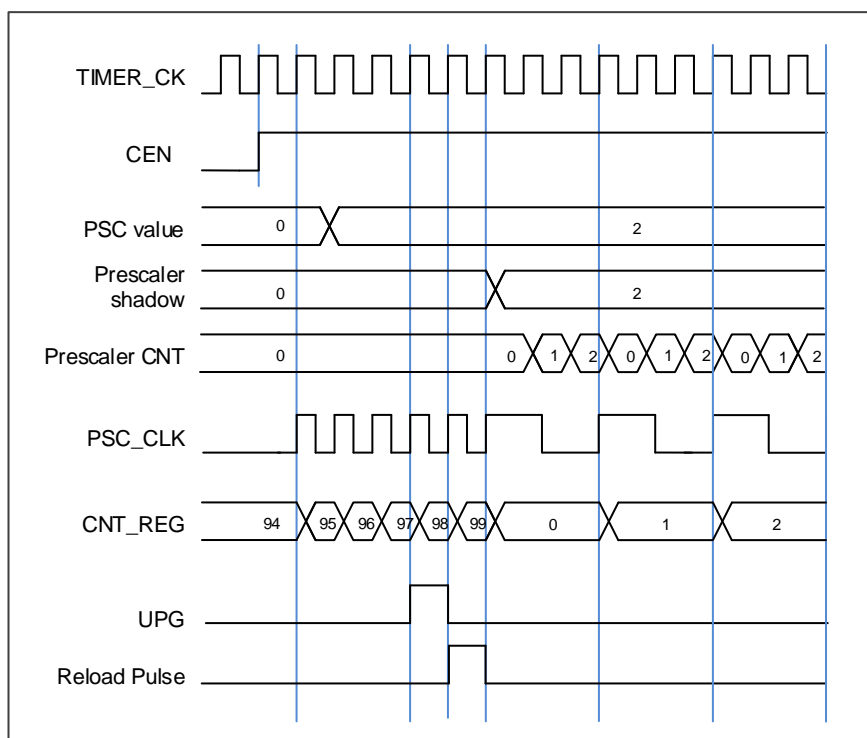 TIMER_CK
CEN
PSC value 0 2
Prescaler
shadow 0 2
Prescaler CNT 0 0 1 2 0 1 2 0 1 2
PSC_CLK
CNT_REG 94 95 96 97 98 99 0 1 2
UPG
Reload Pulse